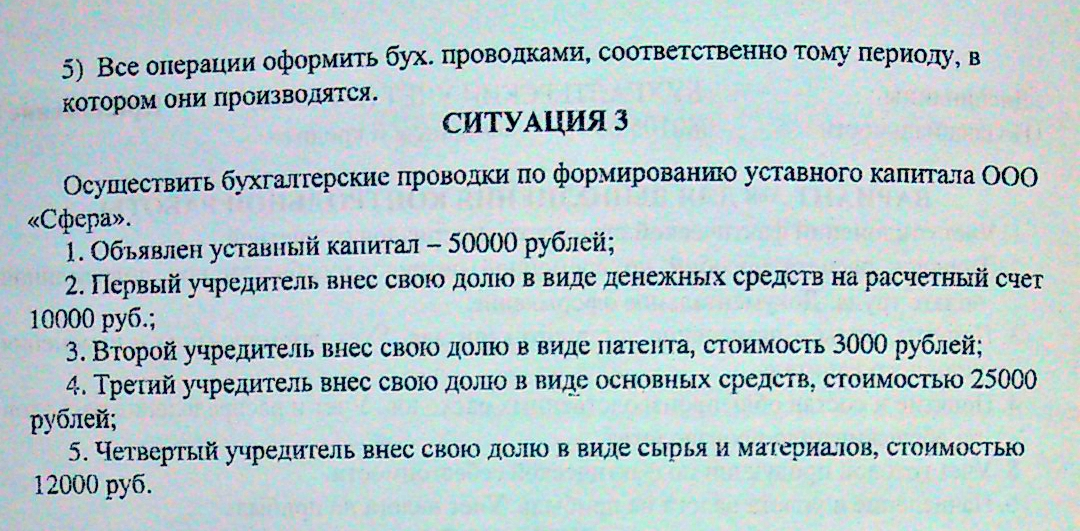 5) Все операции оформить бух. проводками, соответственно тому периоду, в
котором они производятся.
СИТУАЦИЯ 3
Осуществить бухгалтерские проводки по формированию уставного капитала ООО
«Сфера».
1. Объявлен уставный капитал – 50000 рублей;
2. Первый учредитель внес свою долю в виде денежных средств на расчетный счет
10000 руб.;
3. Второй учредитель внес свою долю в виде патента, стоимость 3000 рублей;
4. Третий учредитель внес свою долю в виде основных средств, стоимостью 25000
рублей;
5. Четвертый учредитель внес свою долю в виде сырья и материалов, стоимостью
12000 руб.